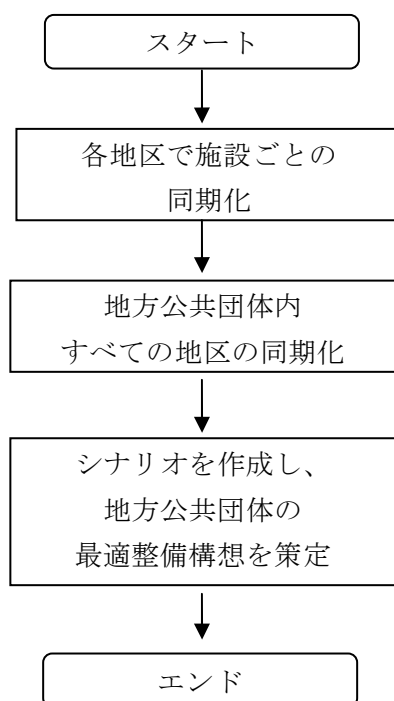 スタート
各地区で施設ごとの
同期化
地方公共団体内
すべての地区の同期化
シナリオを作成し、
地方公共団体の
最適整備構想を策定
エンド